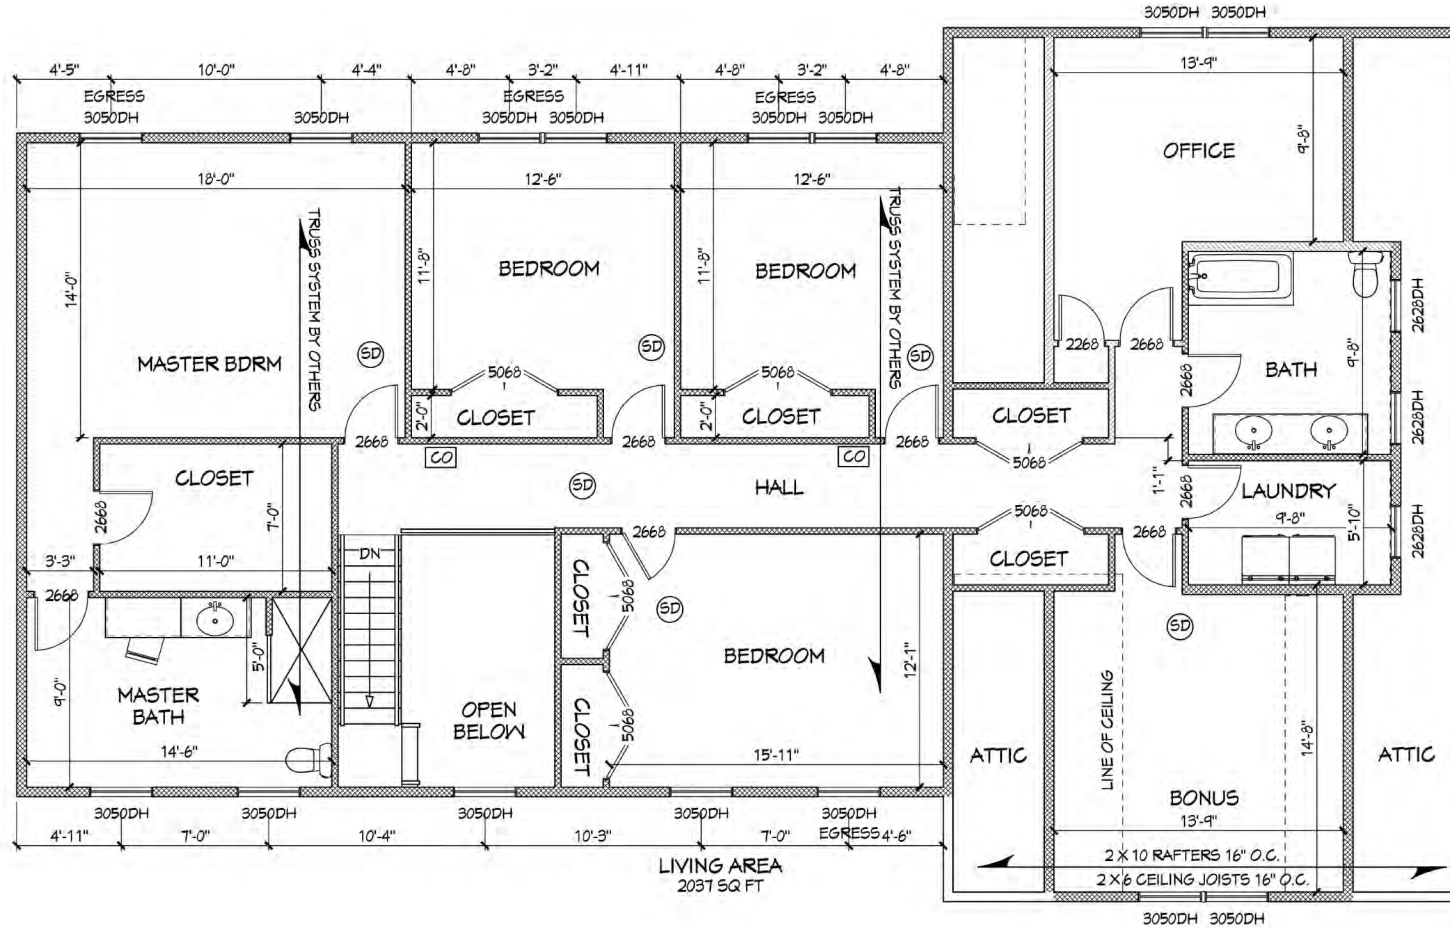 3050DH 3050DH
4'-5" 10'-0" 4'-4" 4'-8" 3'-2" 4'-11" 4'-8" 3'-2" 4'-8"
13'-9"
EGRESS EGRESS EGRESS
3050DH 3050DH 3050DH 3050DH 3050DH 3050DH
OFFICE
9'-8"
18'-0" 12'-6" 12'-6"
TRUSS SYSTEM BY OTHERS
TRUSS SYSTEM BY OTHERS
14'-0"
11'-8"
11'-8"
BEDROOM
BEDROOM
2628DH
MASTER BDRM
SD
SD
SD
2268 2668
2668
BATH
9'-8"
5068
5068
2'-0"
CLOSET
2'-0"
CLOSET
CLOSET
2628DH
2668 2668 2668
CO
CO
5068
CLOSET
SD
HALL
1'-1"
2668
LAUNDRY
2668
7'-0"
9'-8"
5'-10"
2628DH
2668
5068
2668
DN
CLOSET
3'-3" 11'-0"
2668
CLOSET
5068
SD
SD
5'-0"
9'-0"
MASTER
BATH
BEDROOM
12'-1"
LINE OF CEILING
OPEN
BELOW
CLOSET
5068
14'-6"
15'-11"
ATTIC
14'-8"
ATTIC
BONUS
13'-9"
3050DH 3050DH 3050DH 3050DH 3050DH
4'-11" 7'-0" 10'-4" 10'-3" 7'-0" EGRESS 4'-6"
2 X 10 RAFTERS 16" O.C.
2 X 6 CEILING JOISTS 16" O.C.
LIVING AREA
2037 SQ FT
3050DH 3050DH